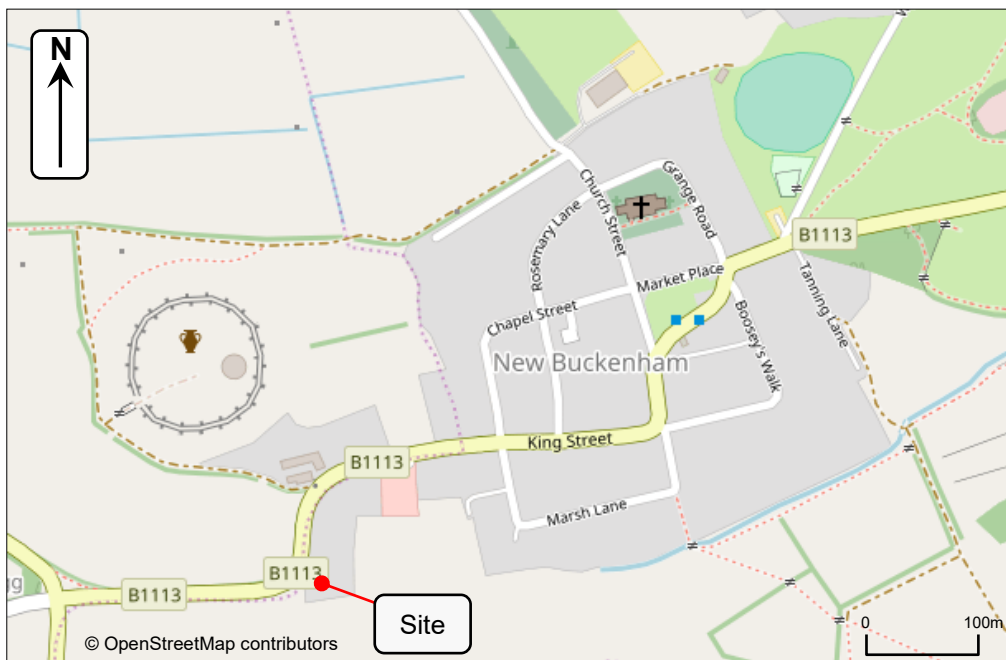 N
Church Street
Grange Road
Rosemary Lane
B1113
Market Place
Tanning Lane
Chapel Street
Boosey's Walk
New Buckenham
King Street
B1113
Marsh Lane
B1113
B1113
gg
Site
0 100m
© OpenStreetMap contributors